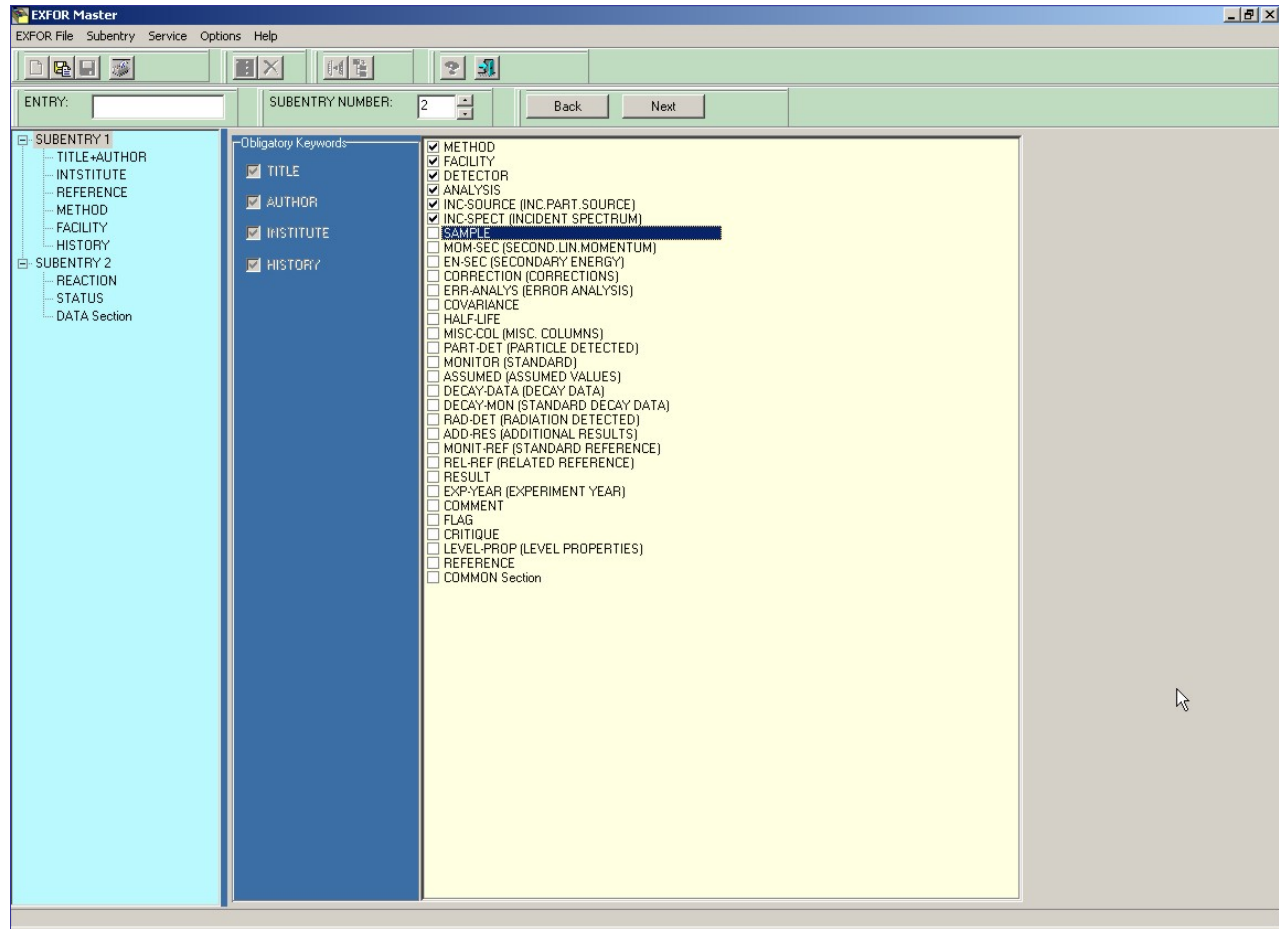 EXFOR Master
EXFOR File Subentry Service Options Help
ENTRY: SUBENTRY NUMBER: 2 Back Next
SUBENTRY 1
TITLE+AUTHOR
INTSTITUTE
REFERENCE
METHOD
FACILITY
HISTORY
SUBENTRY 2
REACTION
STATUS
DATA Section
Obligatory Keywords
TITLE
AUTHOR
INSTITUTE
HISTORY
METHOD
FACILITY
DETECTOR
ANALYSIS
INC-SOURCE (INC.PART.SOURCE)
INC-SPECT (INCIDENT SPECTRUM)
SAMPLE
MOM-SEC (SECOND.LIN.MOMENTUM)
EN-SEC (SECONDARY ENERGY)
CORRECTION (CORRECTIONS)
ERR-ANALYS (ERROR ANALYSIS)
COVARIANCE
HALF-LIFE
MISC-COL (MISC. COLUMNS)
PART-DET (PARTICLE DETECTED)
MONITOR (STANDARD)
ASSUMED (ASSUMED VALUES)
DECAY-DATA (DECAY DATA)
DECAY-MON (STANDARD DECAY DATA)
RAD-DET (RADIATION DETECTED)
ADD-RES (ADDITIONAL RESULTS)
MONIT-REF (STANDARD REFERENCE)
REL-REF (RELATED REFERENCE)
RESULT
EXP-YEAR (EXPERIMENT YEAR)
COMMENT
FLAG
CRITIQUE
LEVEL-PROP (LEVEL PROPERTIES)
REFERENCE
COMMON Section